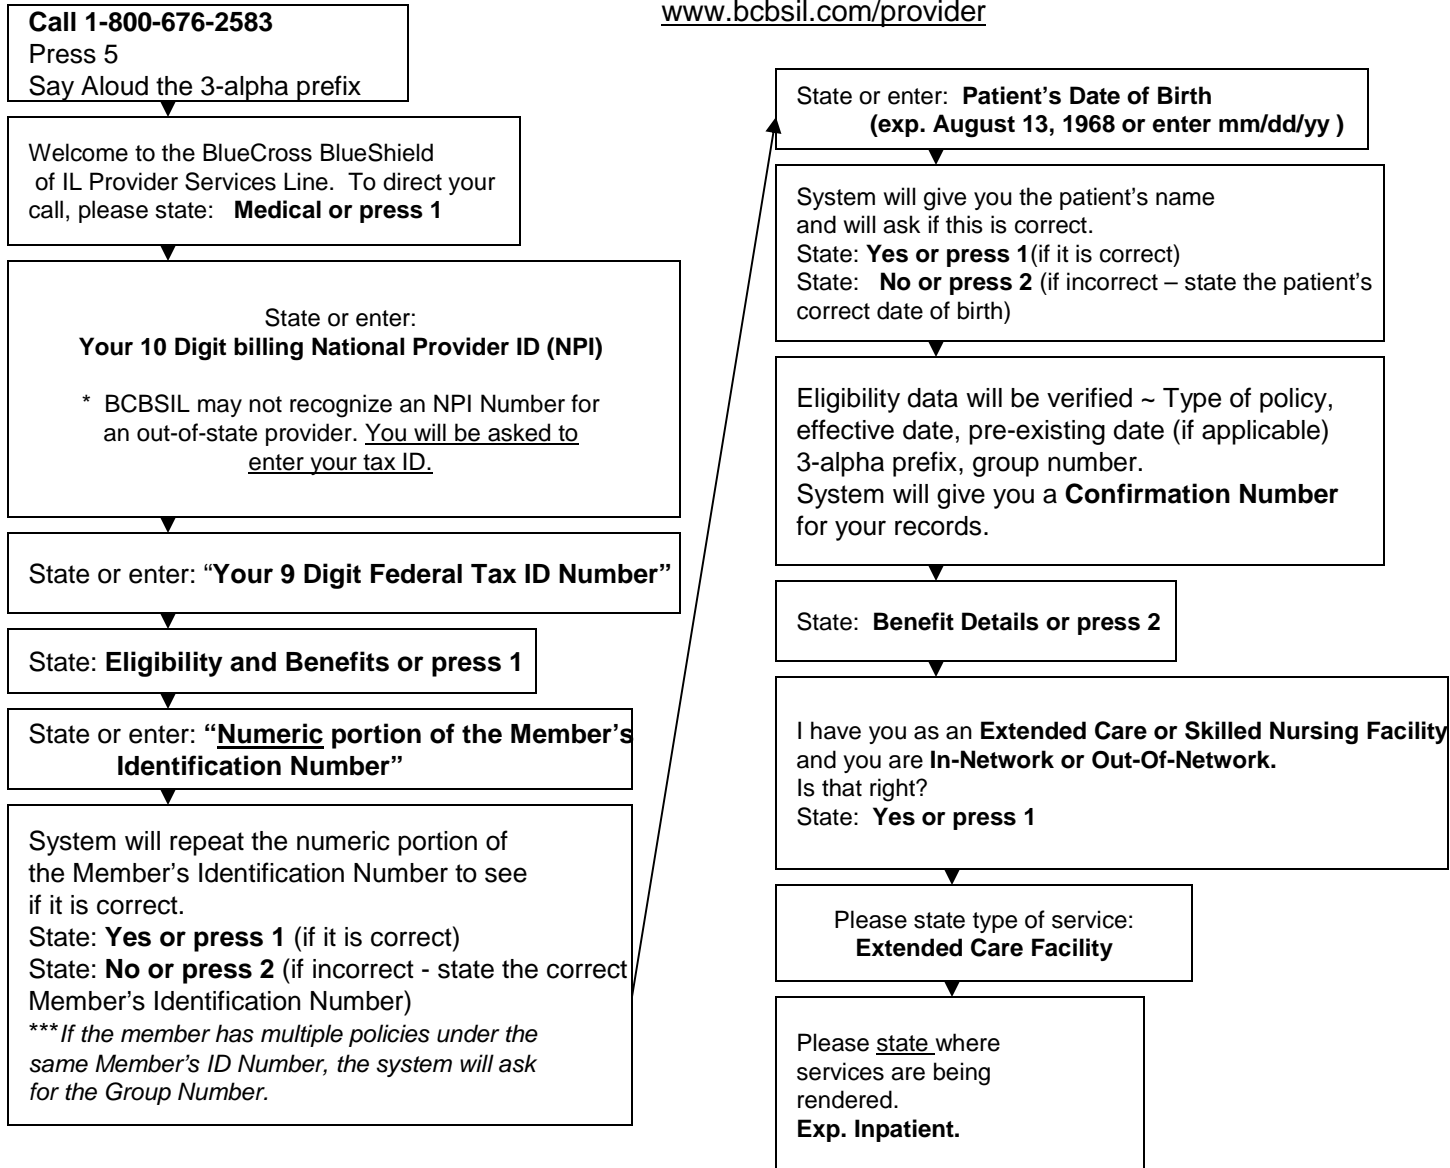 www.bcbsil.com/provider
Call 1-800-676-2583
Press 5
Say Aloud the 3-alpha prefix
Welcome to the BlueCross BlueShield
of IL Provider Services Line. To direct your
call, please state: Medical or press 1
State or enter:
Your 10 Digit billing National Provider ID (NPI)
* BCBSIL may not recognize an NPI Number for
an out-of-state provider. You will be asked to
enter your tax ID.
State or enter: “Your 9 Digit Federal Tax ID Number”
State: Eligibility and Benefits or press 1
State or enter: “Numeric portion of the Member’s
Identification Number”
System will repeat the numeric portion of
the Member’s Identification Number to see
if it is correct.
State: Yes or press 1 (if it is correct)
State: No or press 2 (if incorrect - state the correct
Member’s Identification Number)
***If the member has multiple policies under the
same Member’s ID Number, the system will ask
for the Group Number.
State or enter: Patient’s Date of Birth
(exp. August 13, 1968 or enter mm/dd/yy )
System will give you the patient’s name
and will ask if this is correct.
State: Yes or press 1(if it is correct)
State: No or press 2 (if incorrect – state the patient’s
correct date of birth)
Eligibility data will be verified ~ Type of policy,
effective date, pre-existing date (if applicable)
3-alpha prefix, group number.
System will give you a Confirmation Number
for your records.
State: Benefit Details or press 2
I have you as an Extended Care or Skilled Nursing Facility
and you are In-Network or Out-Of-Network.
Is that right?
State: Yes or press 1
Please state type of service:
Extended Care Facility
Please state where
services are being
rendered.
Exp. Inpatient.